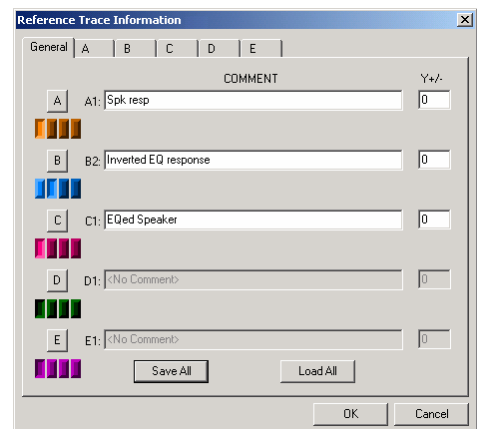 Reference Trace Information
General A B C D E
COMMENT Y+/-
A A1: Spk resp 0
B B2: Inverted EQ response 0
C C1: EQed Speaker 0
D D1: <No Comment> 0
E E1: <No Comment> 0
Save All Load All
OK Cancel